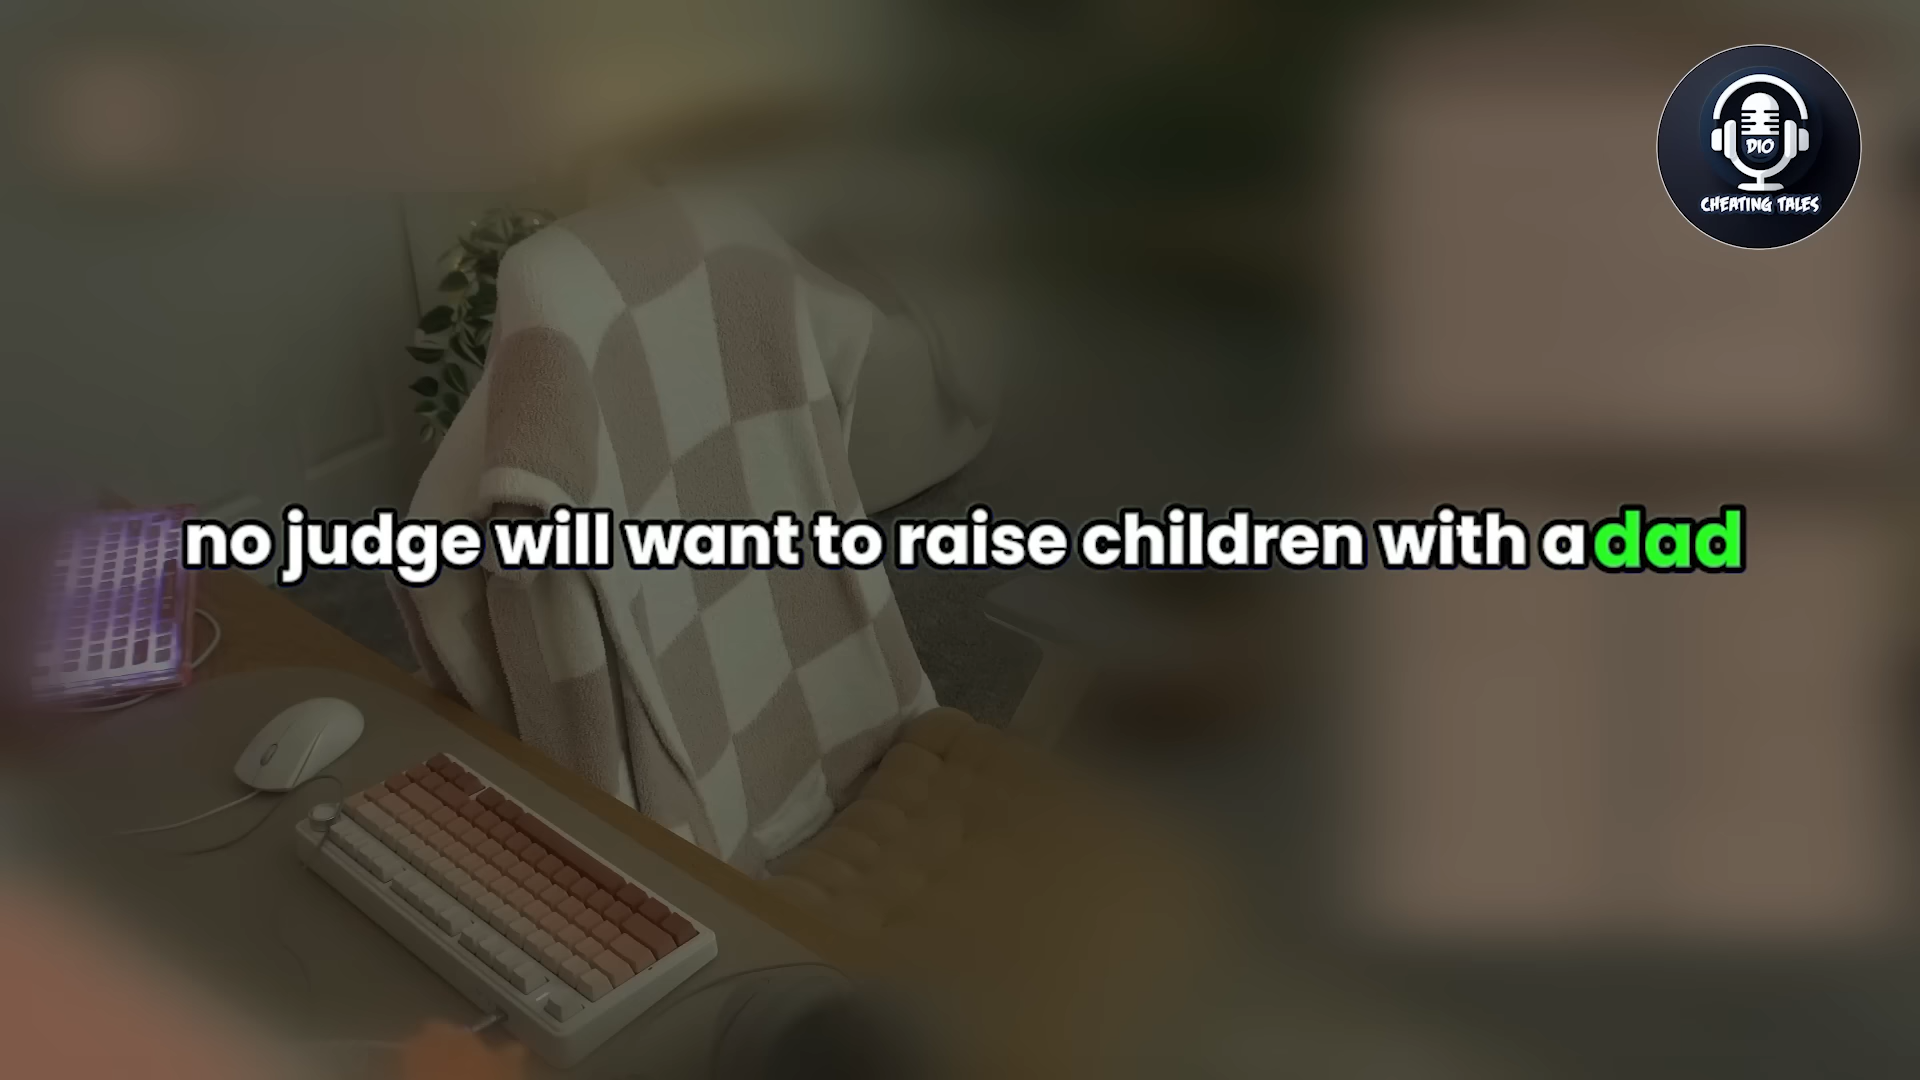 DIO
CHEATING TALES
no judge will want to raise children with a dad